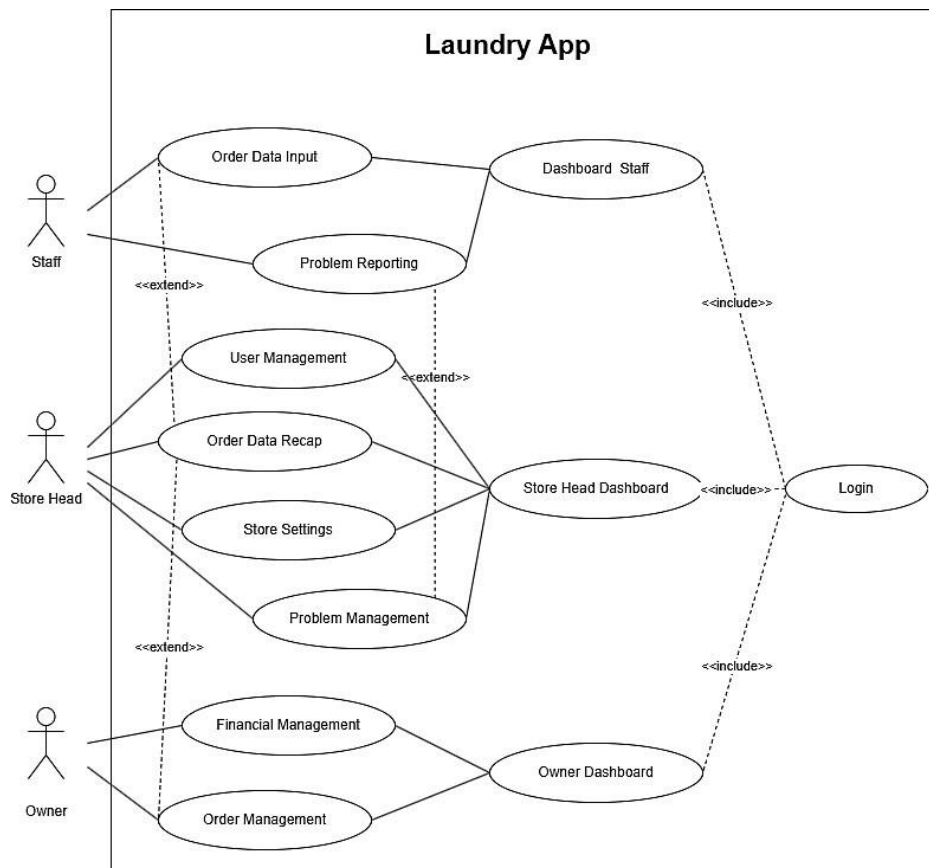 Laundry App
Order Data Input
Dashboard Staff
Staff
Problem Reporting
<<extend>>
<<include>>
User Management
<<extend>>
Order Data Recap
Store Head
Store Head Dashboard
<<include>>
Login
Store Settings
Problem Management
<<extend>>
<<include>>
Financial Management
Owner Dashboard
Owner
Order Management